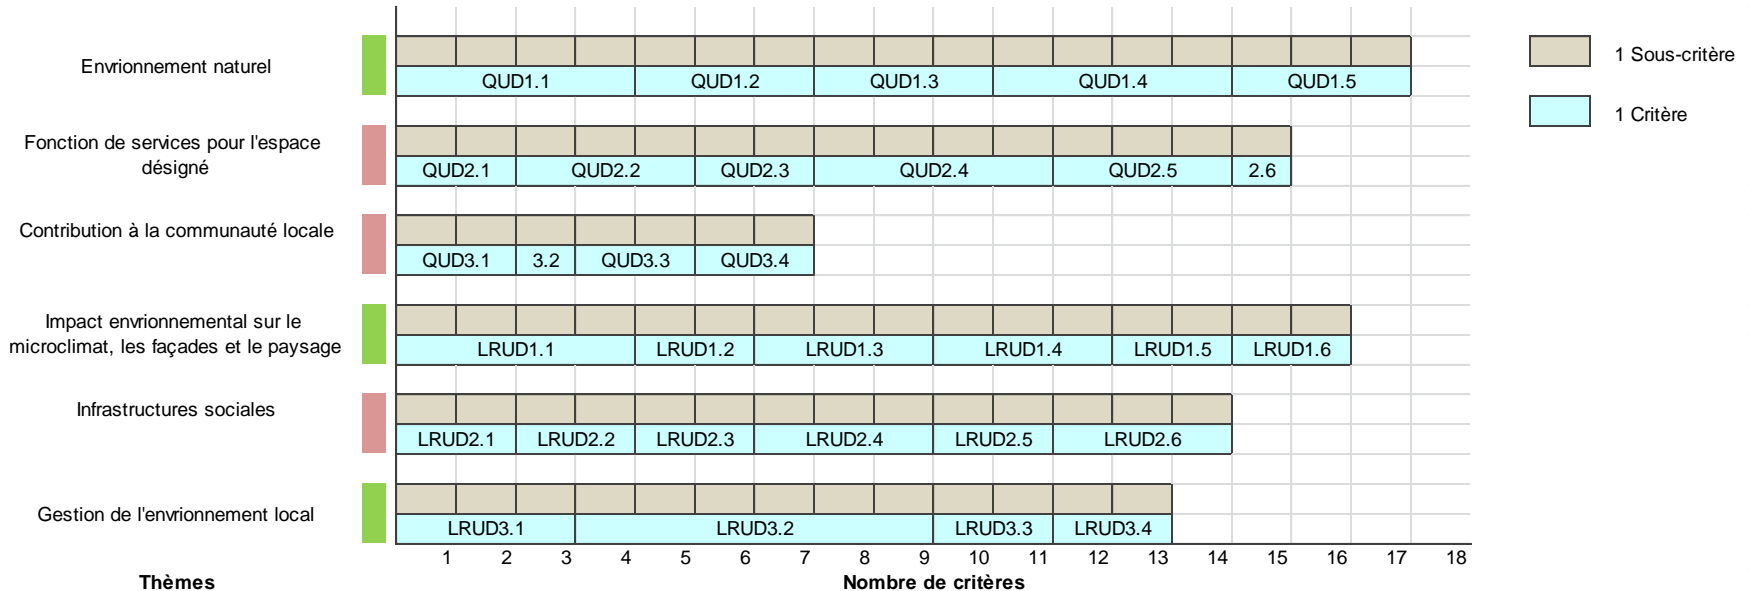 Envrionnement naturel
QUD1.1 QUD1.2 QUD1.3 QUD1.4 QUD1.5
1 Sous-critère
1 Critère
Fonction de services pour l'espace
désigné
QUD2.1 QUD2.2 QUD2.3 QUD2.4 QUD2.5 2.6
Contribution à la communauté locale
QUD3.1 3.2 QUD3.3 QUD3.4
Impact envrionnemental sur le
microclimat, les façades et le paysage
LRUD1.1 LRUD1.2 LRUD1.3 LRUD1.4 LRUD1.5 LRUD1.6
Infrastructures sociales
LRUD2.1 LRUD2.2 LRUD2.3 LRUD2.4 LRUD2.5 LRUD2.6
Gestion de l'envrionnement local
LRUD3.1 LRUD3.2 LRUD3.3 LRUD3.4
1 2 3 4 5 6 7 8 9 10 11 12 13 14 15 16 17 18
Thèmes
Nombre de critères